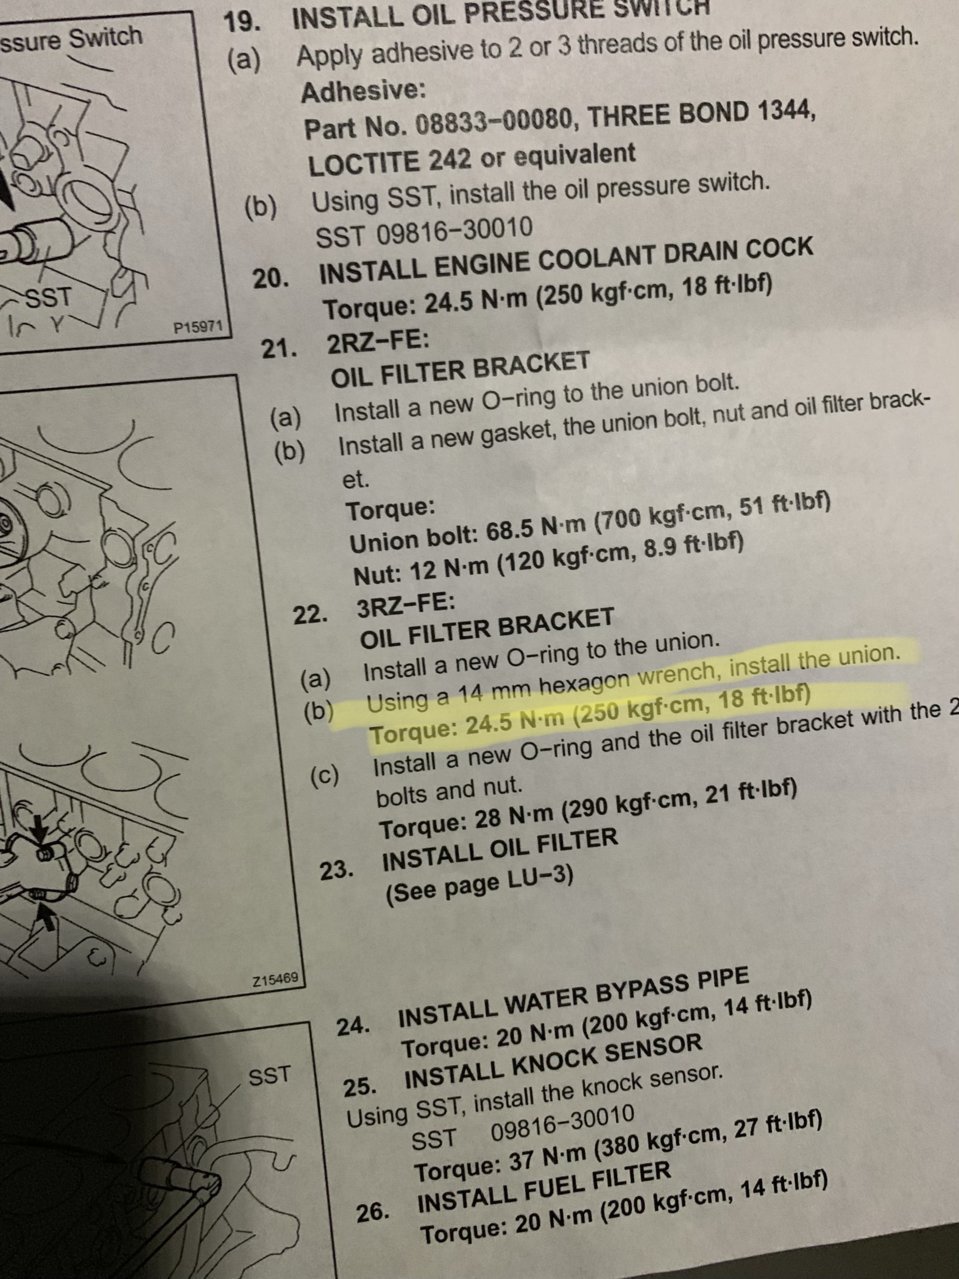 ssure Switch
SST
P15971
19. INSTALL OIL PRESSURE SWITCH
(a) Apply adhesive to 2 or 3 threads of the oil pressure switch.
Adhesive:
Part No. 08833−00080, THREE BOND 1344,
LOCTITE 242 or equivalent
(b) Using SST, install the oil pressure switch.
SST 09816−30010
20. INSTALL ENGINE COOLANT DRAIN COCK
Torque: 24.5 N·m (250 kgf·cm, 18 ft·lbf)
21. 2RZ−FE:
OIL FILTER BRACKET
(a) Install a new O−ring to the union bolt.
(b) Install a new gasket, the union bolt, nut and oil filter brack-
et.
Torque:
Union bolt: 68.5 N·m (700 kgf·cm, 51 ft·lbf)
Nut: 12 N·m (120 kgf·cm, 8.9 ft·lbf)
22. 3RZ−FE:
OIL FILTER BRACKET
(a) Install a new O−ring to the union.
(b) Using a 14 mm hexagon wrench, install the union.
Torque: 24.5 N·m (250 kgf·cm, 18 ft·lbf)
(c) Install a new O−ring and the oil filter bracket with the 2
bolts and nut.
Torque: 28 N·m (290 kgf·cm, 21 ft·lbf)
23. INSTALL OIL FILTER
(See page LU−3)
Z15469
24. INSTALL WATER BYPASS PIPE
Torque: 20 N·m (200 kgf·cm, 14 ft·lbf)
25. INSTALL KNOCK SENSOR
Using SST, install the knock sensor.
SST 09816−30010
Torque: 37 N·m (380 kgf·cm, 27 ft·lbf)
26. INSTALL FUEL FILTER
Torque: 20 N·m (200 kgf·cm, 14 ft·lbf)
SST